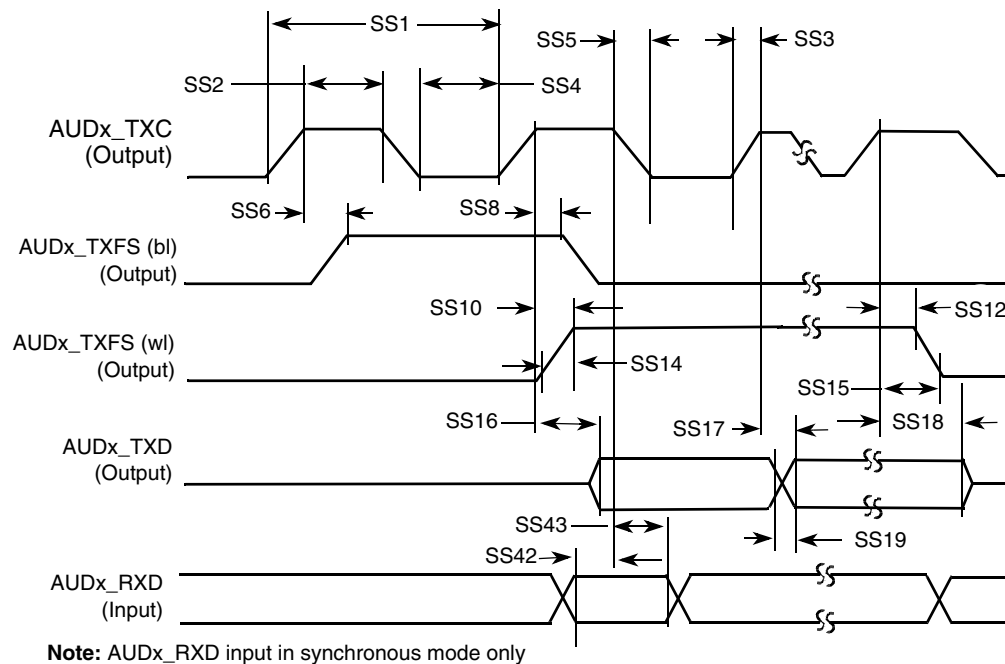 SS1
SS5
SS3
SS2
SS4
AUDx_TXC
(Output)
SS6
SS8
AUDx_TXFS (bl)
(Output)
SS10
SS12
AUDx_TXFS (wl)
(Output)
SS14
SS15
SS16
SS17
SS18
AUDx_TXD
(Output)
SS43
SS19
SS42
AUDx_RXD
(Input)
Note: AUDx_RXD input in synchronous mode only